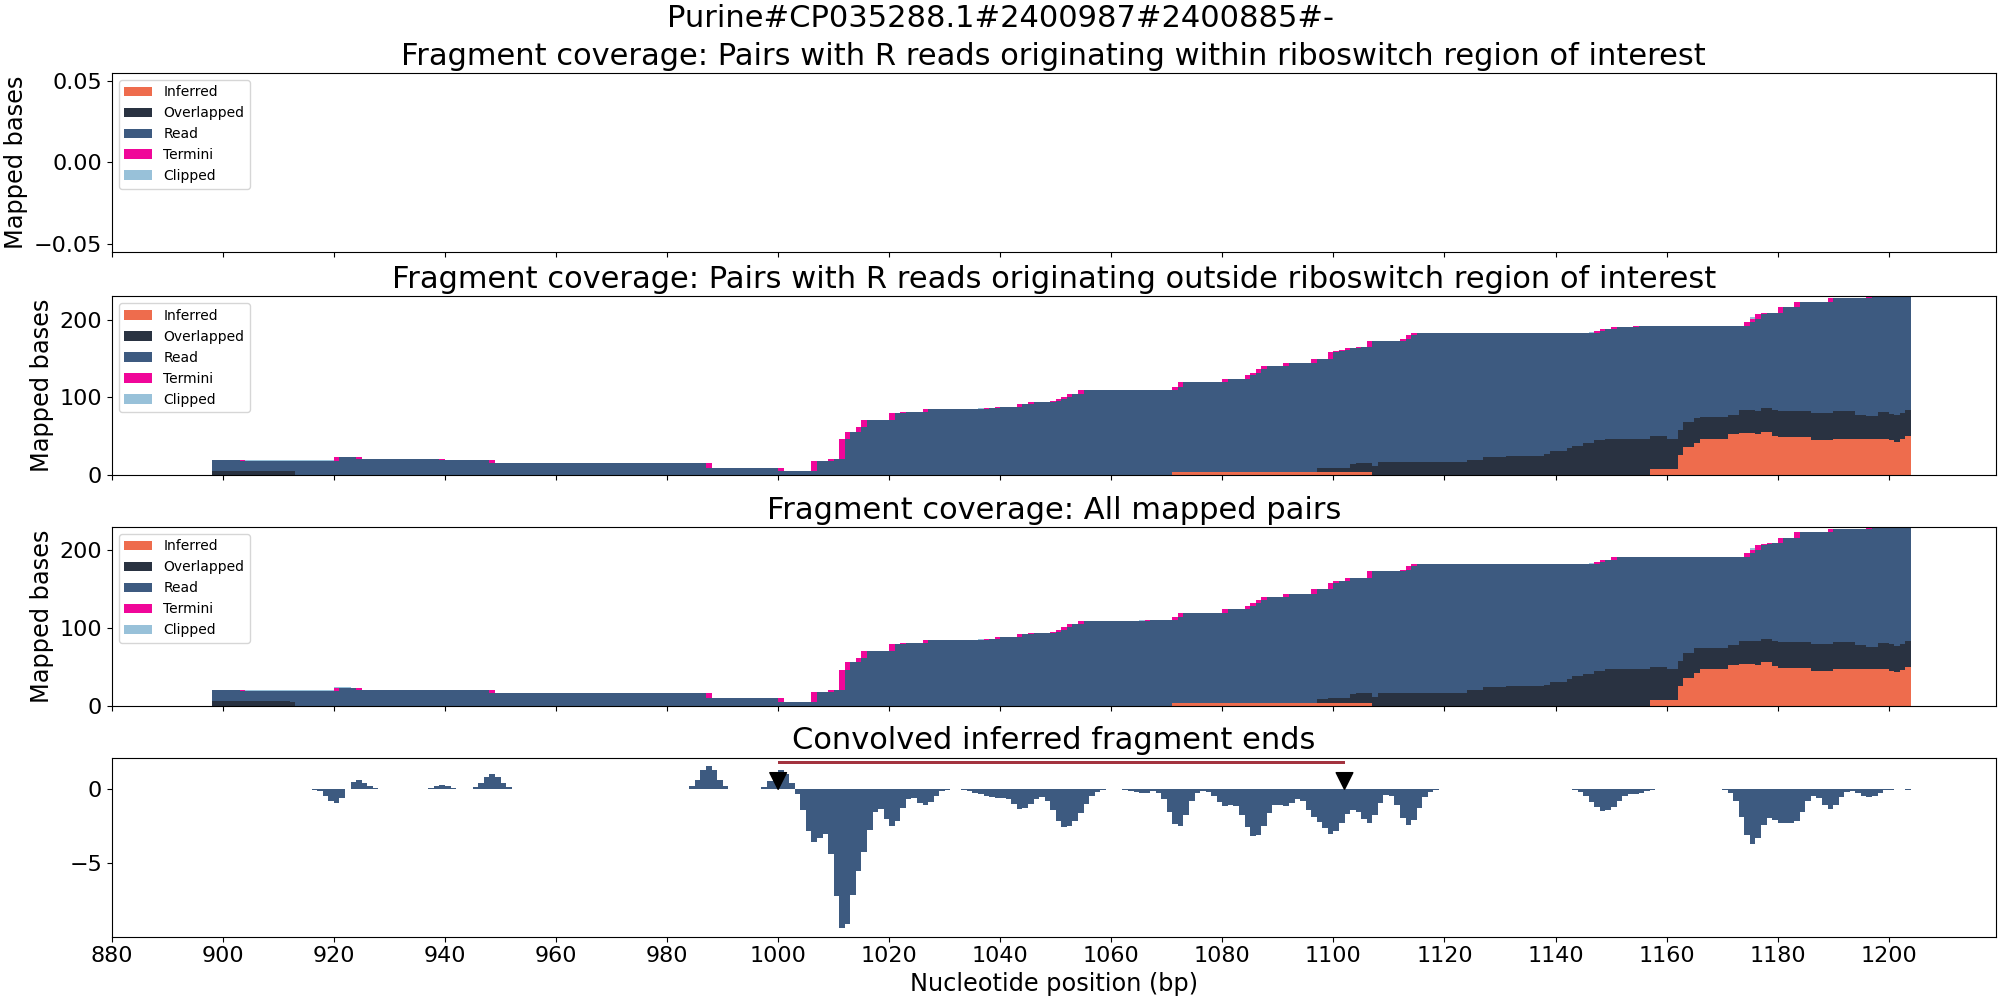 Purine#CP035288.1#2400987#2400885#-
Fragment coverage: Pairs with R reads originating within riboswitch region of interest
Mapped bases
0.05
0.00
−0.05
Inferred
Overlapped
Read
Termini
Clipped
Fragment coverage: Pairs with R reads originating outside riboswitch region of interest
Mapped bases
200
100
0
Inferred
Overlapped
Read
Termini
Clipped
Fragment coverage: All mapped pairs
Mapped bases
200
100
0
Inferred
Overlapped
Read
Termini
Clipped
Convolved inferred fragment ends
0
−5
880 900 920 940 960 980 1000 1020 1040 1060 1080 1100 1120 1140 1160 1180 1200
Nucleotide position (bp)